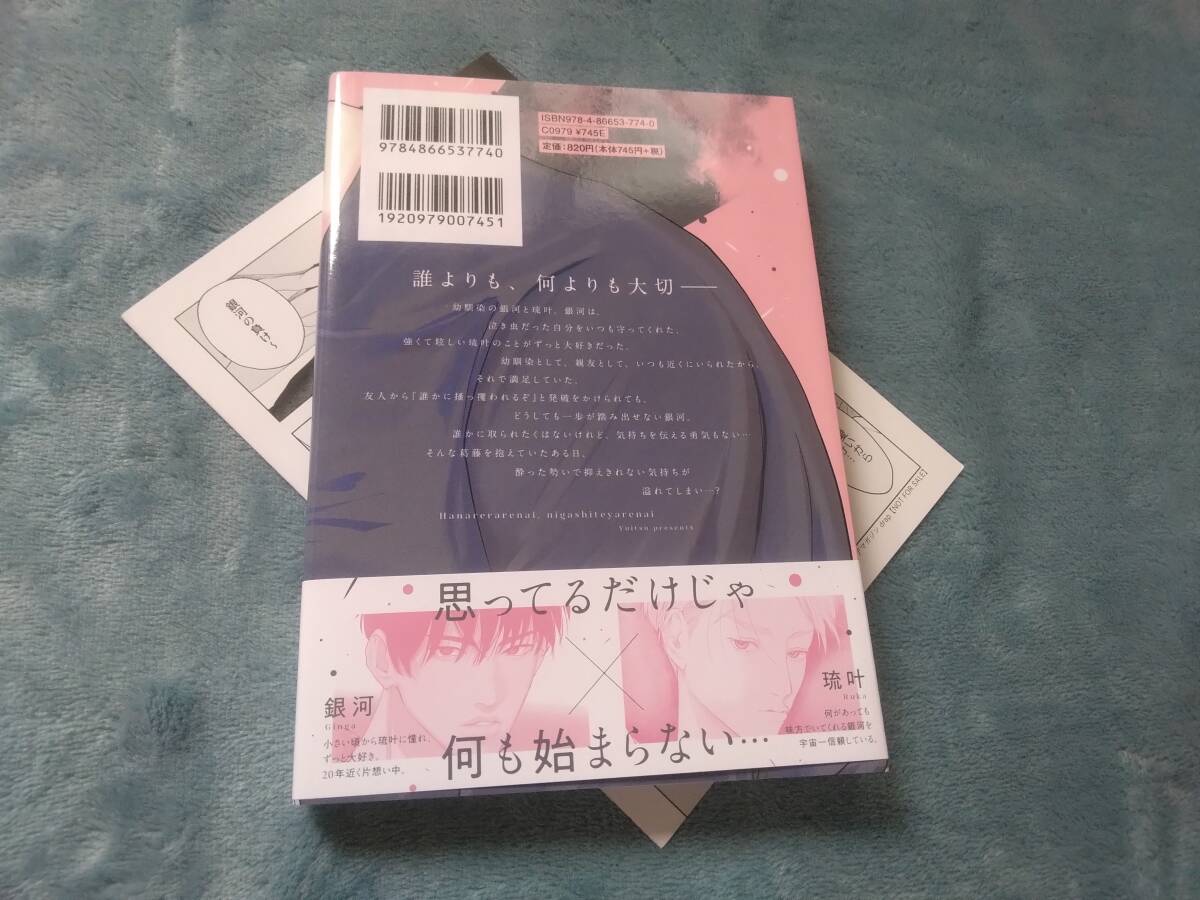 9784866537740
1920979007451
ISBN978-4-86653-774-0
C0979 ¥745E
定価:820円(本体745円+税)
誰よりも、何よりも大切――
幼馴染の銀河と琉叶。銀河は、
泣き虫だった自分をいつも守ってくれた、
強くて眩しい琉叶のことがずっと大好きだった。
幼馴染として、親友として、いつも近くにいられたから、
それで満足していた。
友人から「誰かに掻っ攫われるぞ」と発破をかけられても、
どうしても一歩が踏み出せない銀河。
誰かに取られたくはないけれど、気持ちを伝える勇気もない…
そんな葛藤を抱えていたある日、
酔った勢いで抑えきれない気持ちが
溢れてしまい…?
Hanarerarenai, nigashiteyarenai
Yuitsu presents
思ってるだけじゃ
銀河
Ginga
小さい頃から琉叶に憧れ、
ずっと大好き。
20年近く片想い中。
琉叶
Ruka
何があっても
味方でいてくれる銀河を
宇宙一信頼している。
何も始まらない…
銀河の負け〜
マガジン drap【NOT FOR SALE】